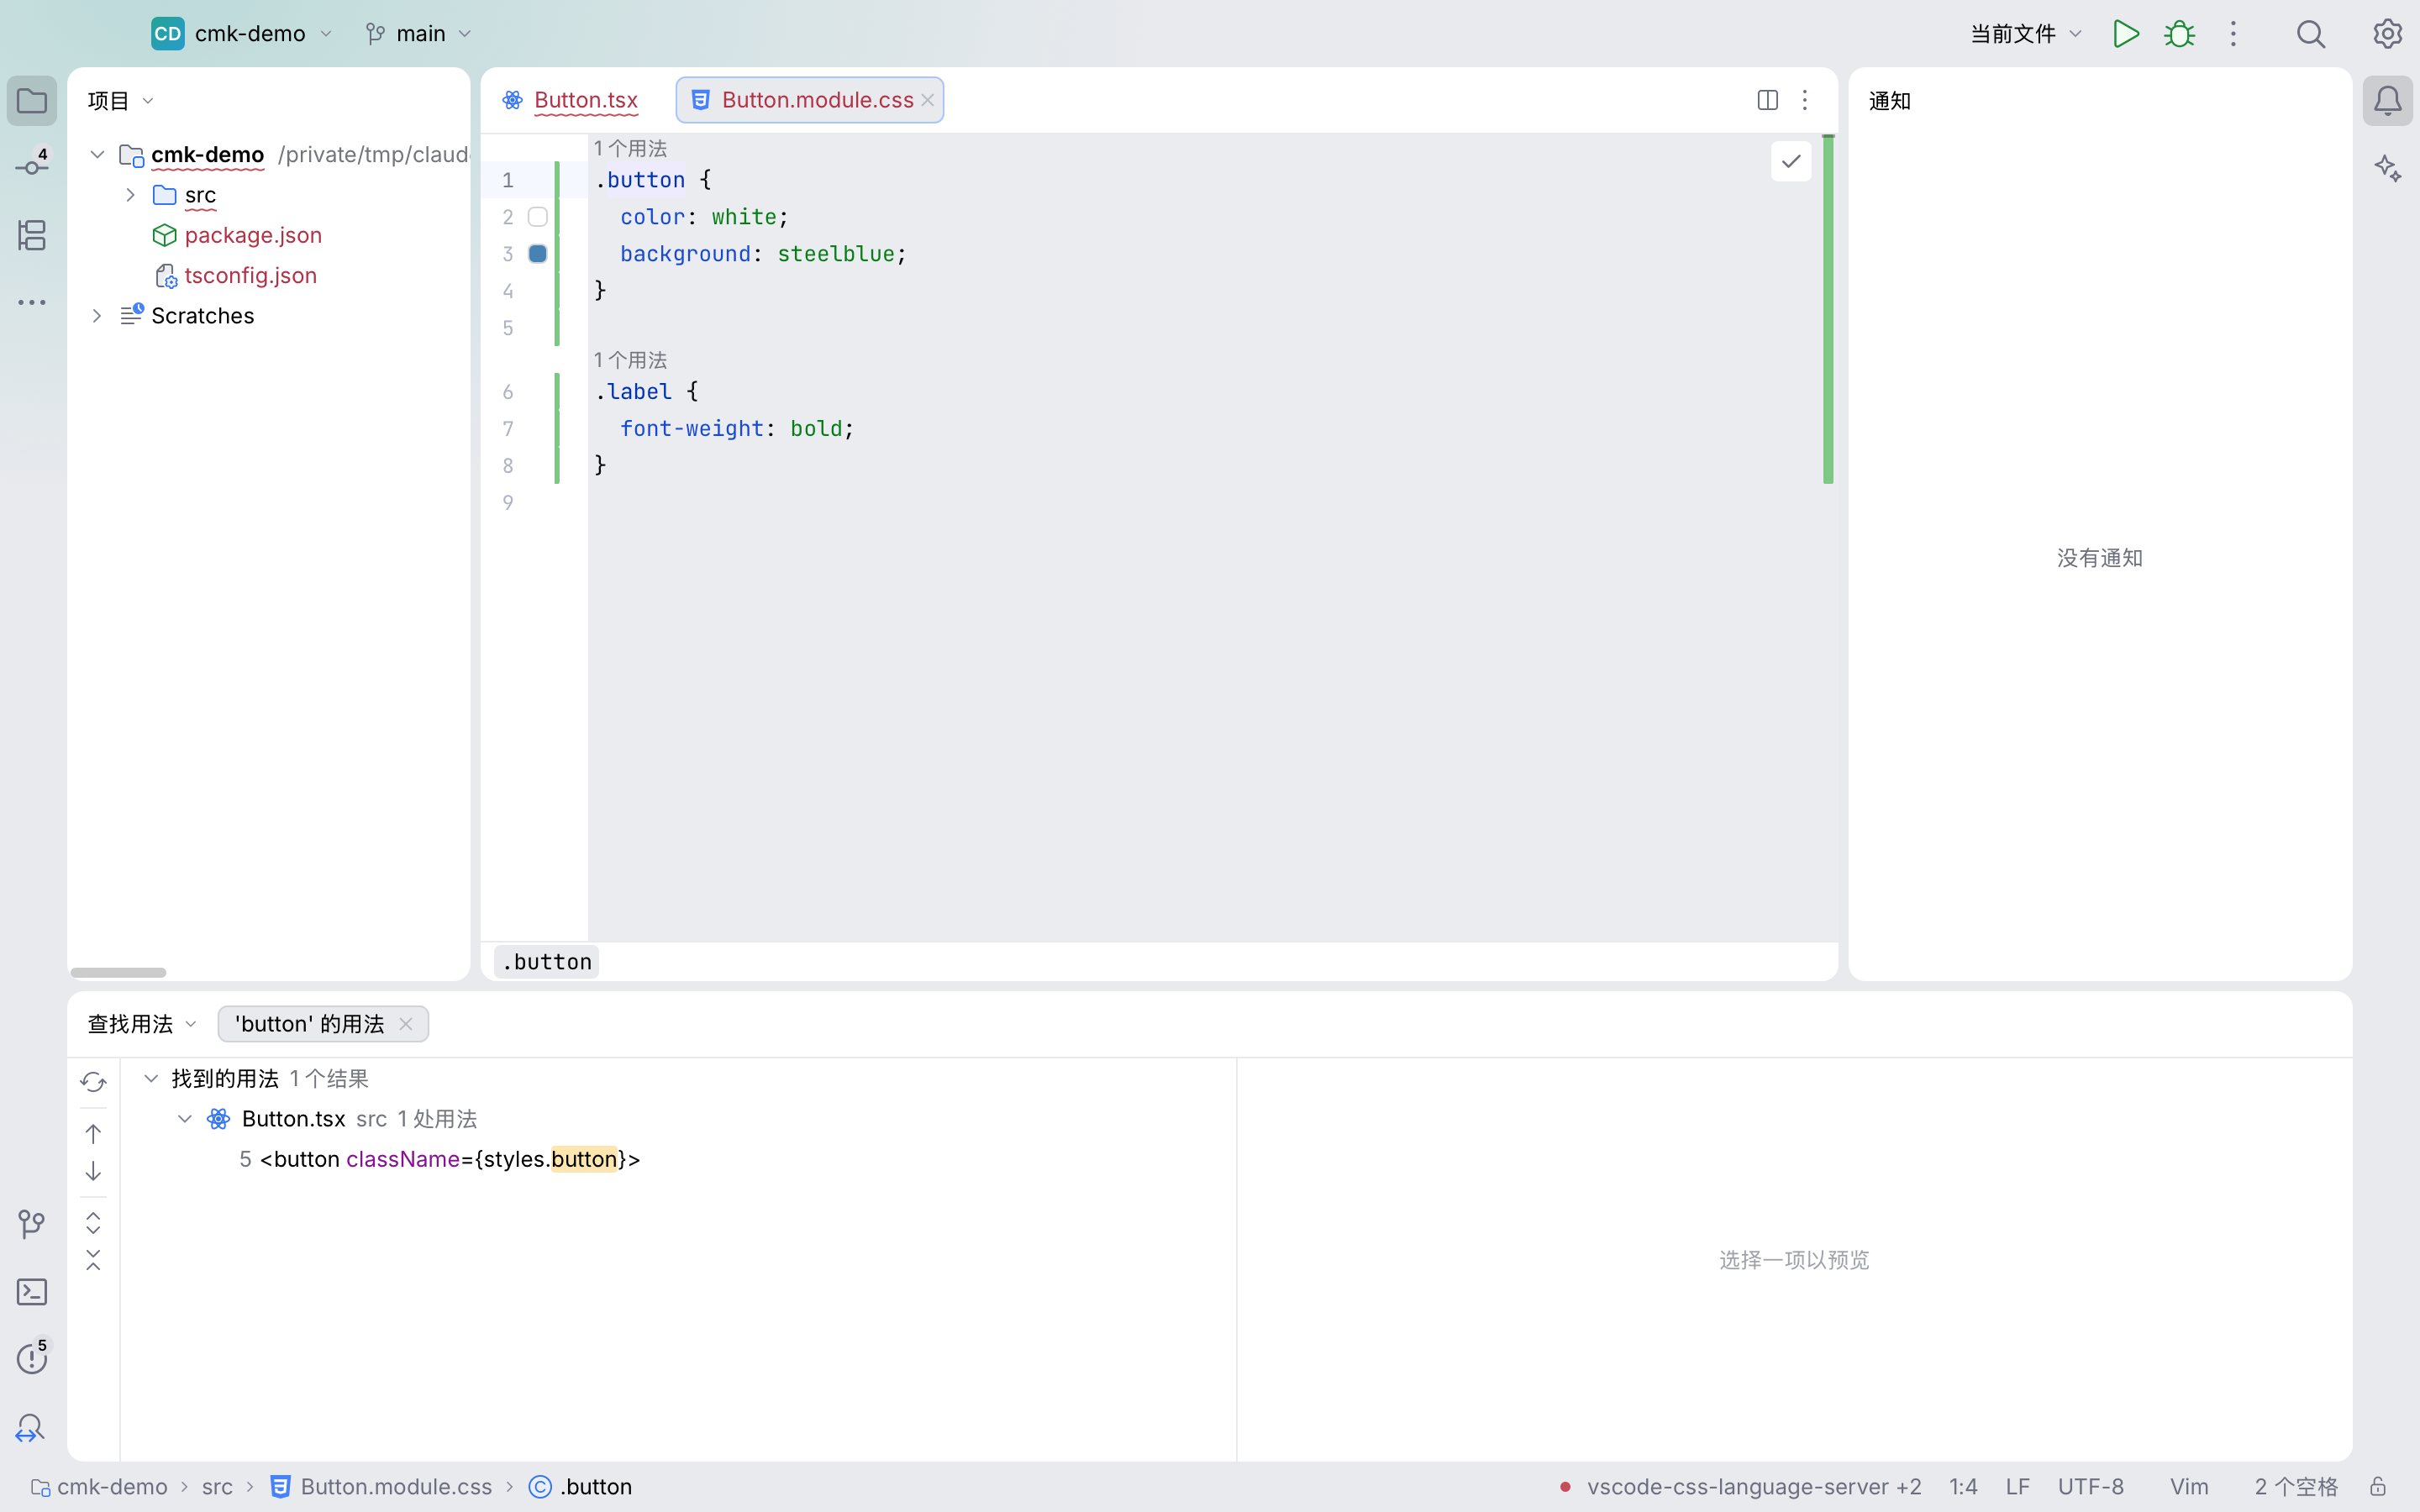 CD cmk-demo main 当前文件
项目
Button.tsx Button.module.css
通知
4
cmk-demo /private/tmp/claud
src
package.json
tsconfig.json
Scratches
1 个用法
1 .button {
2 color: white;
3 background: steelblue;
4 }
5
1 个用法
6 .label {
7 font-weight: bold;
8 }
9
没有通知
.button
查找用法 'button' 的用法
找到的用法 1 个结果
Button.tsx src 1 处用法
5 <button className={styles.button}>
选择一项以预览
5
cmk-demo › src › Button.module.css › .button vscode-css-language-server +2 1:4 LF UTF-8 Vim 2 个空格